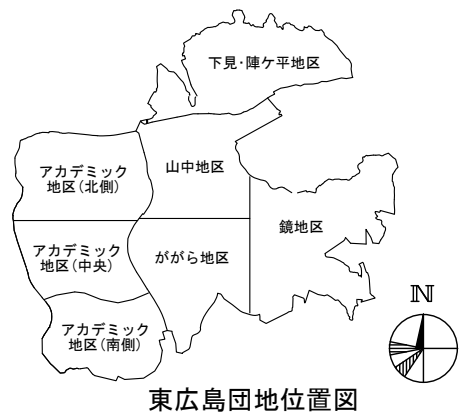 下見・陣ケ平地区
山中地区
アカデミック
地区(北側)
鏡地区
アカデミック
地区(中央)
ががら地区
アカデミック
地区(南側)
N
東広島団地位置図